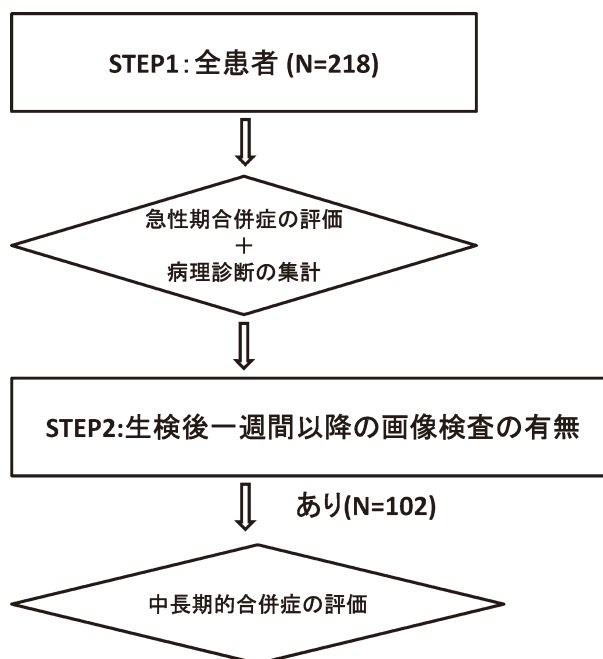 STEP1:全患者 (N=218)
急性期合併症の評価
+
病理診断の集計
STEP2:生検後一週間以降の画像検査の有無
あり(N=102)
中長期的合併症の評価